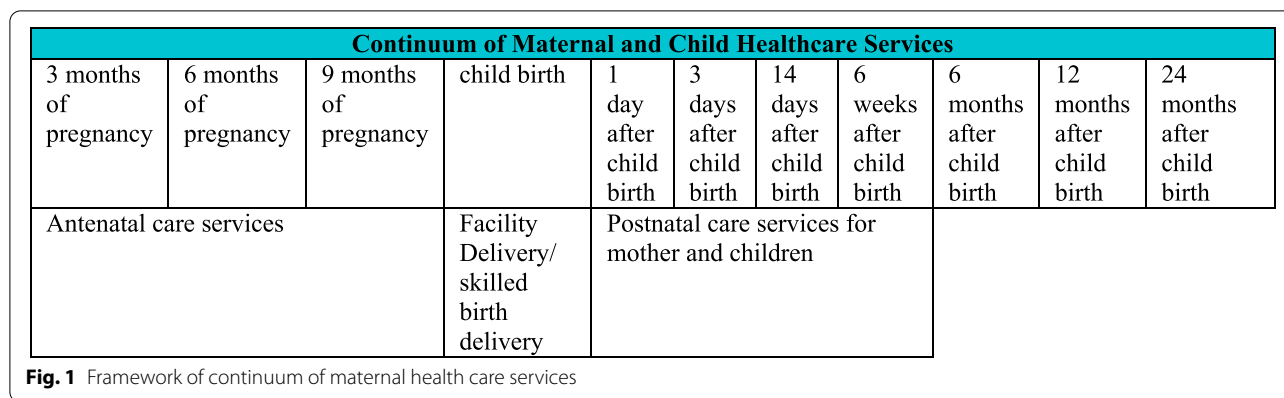 Continuum of Maternal and Child Healthcare Services
3 months
of
pregnancy
6 months
of
pregnancy
9 months
of
pregnancy
child birth
1
day
after
child
birth
3
days
after
child
birth
14
days
after
child
birth
6
weeks
after
child
birth
6
months
after
child
birth
12
months
after
child
birth
24
months
after
child
birth
Antenatal care services
Facility
Delivery/
skilled
birth
delivery
Postnatal care services for
mother and children
Fig. 1 Framework of continuum of maternal health care services